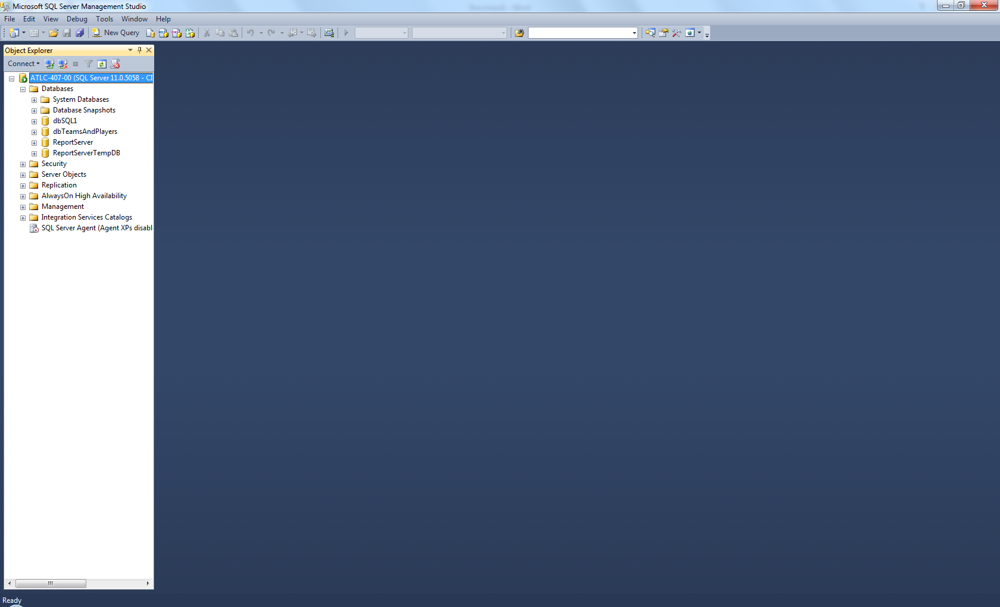 Microsoft SQL Server Management Studio
File Edit View Debug Tools Window Help
New Query
Object Explorer
Connect
ATLC-407-00 (SQL Server 11.0.5058 - CI
Databases
System Databases
Database Snapshots
dbSQL1
dbTeamsAndPlayers
ReportServer
ReportServerTempDB
Security
Server Objects
Replication
AlwaysOn High Availability
Management
Integration Services Catalogs
SQL Server Agent (Agent XPs disabl
Ready